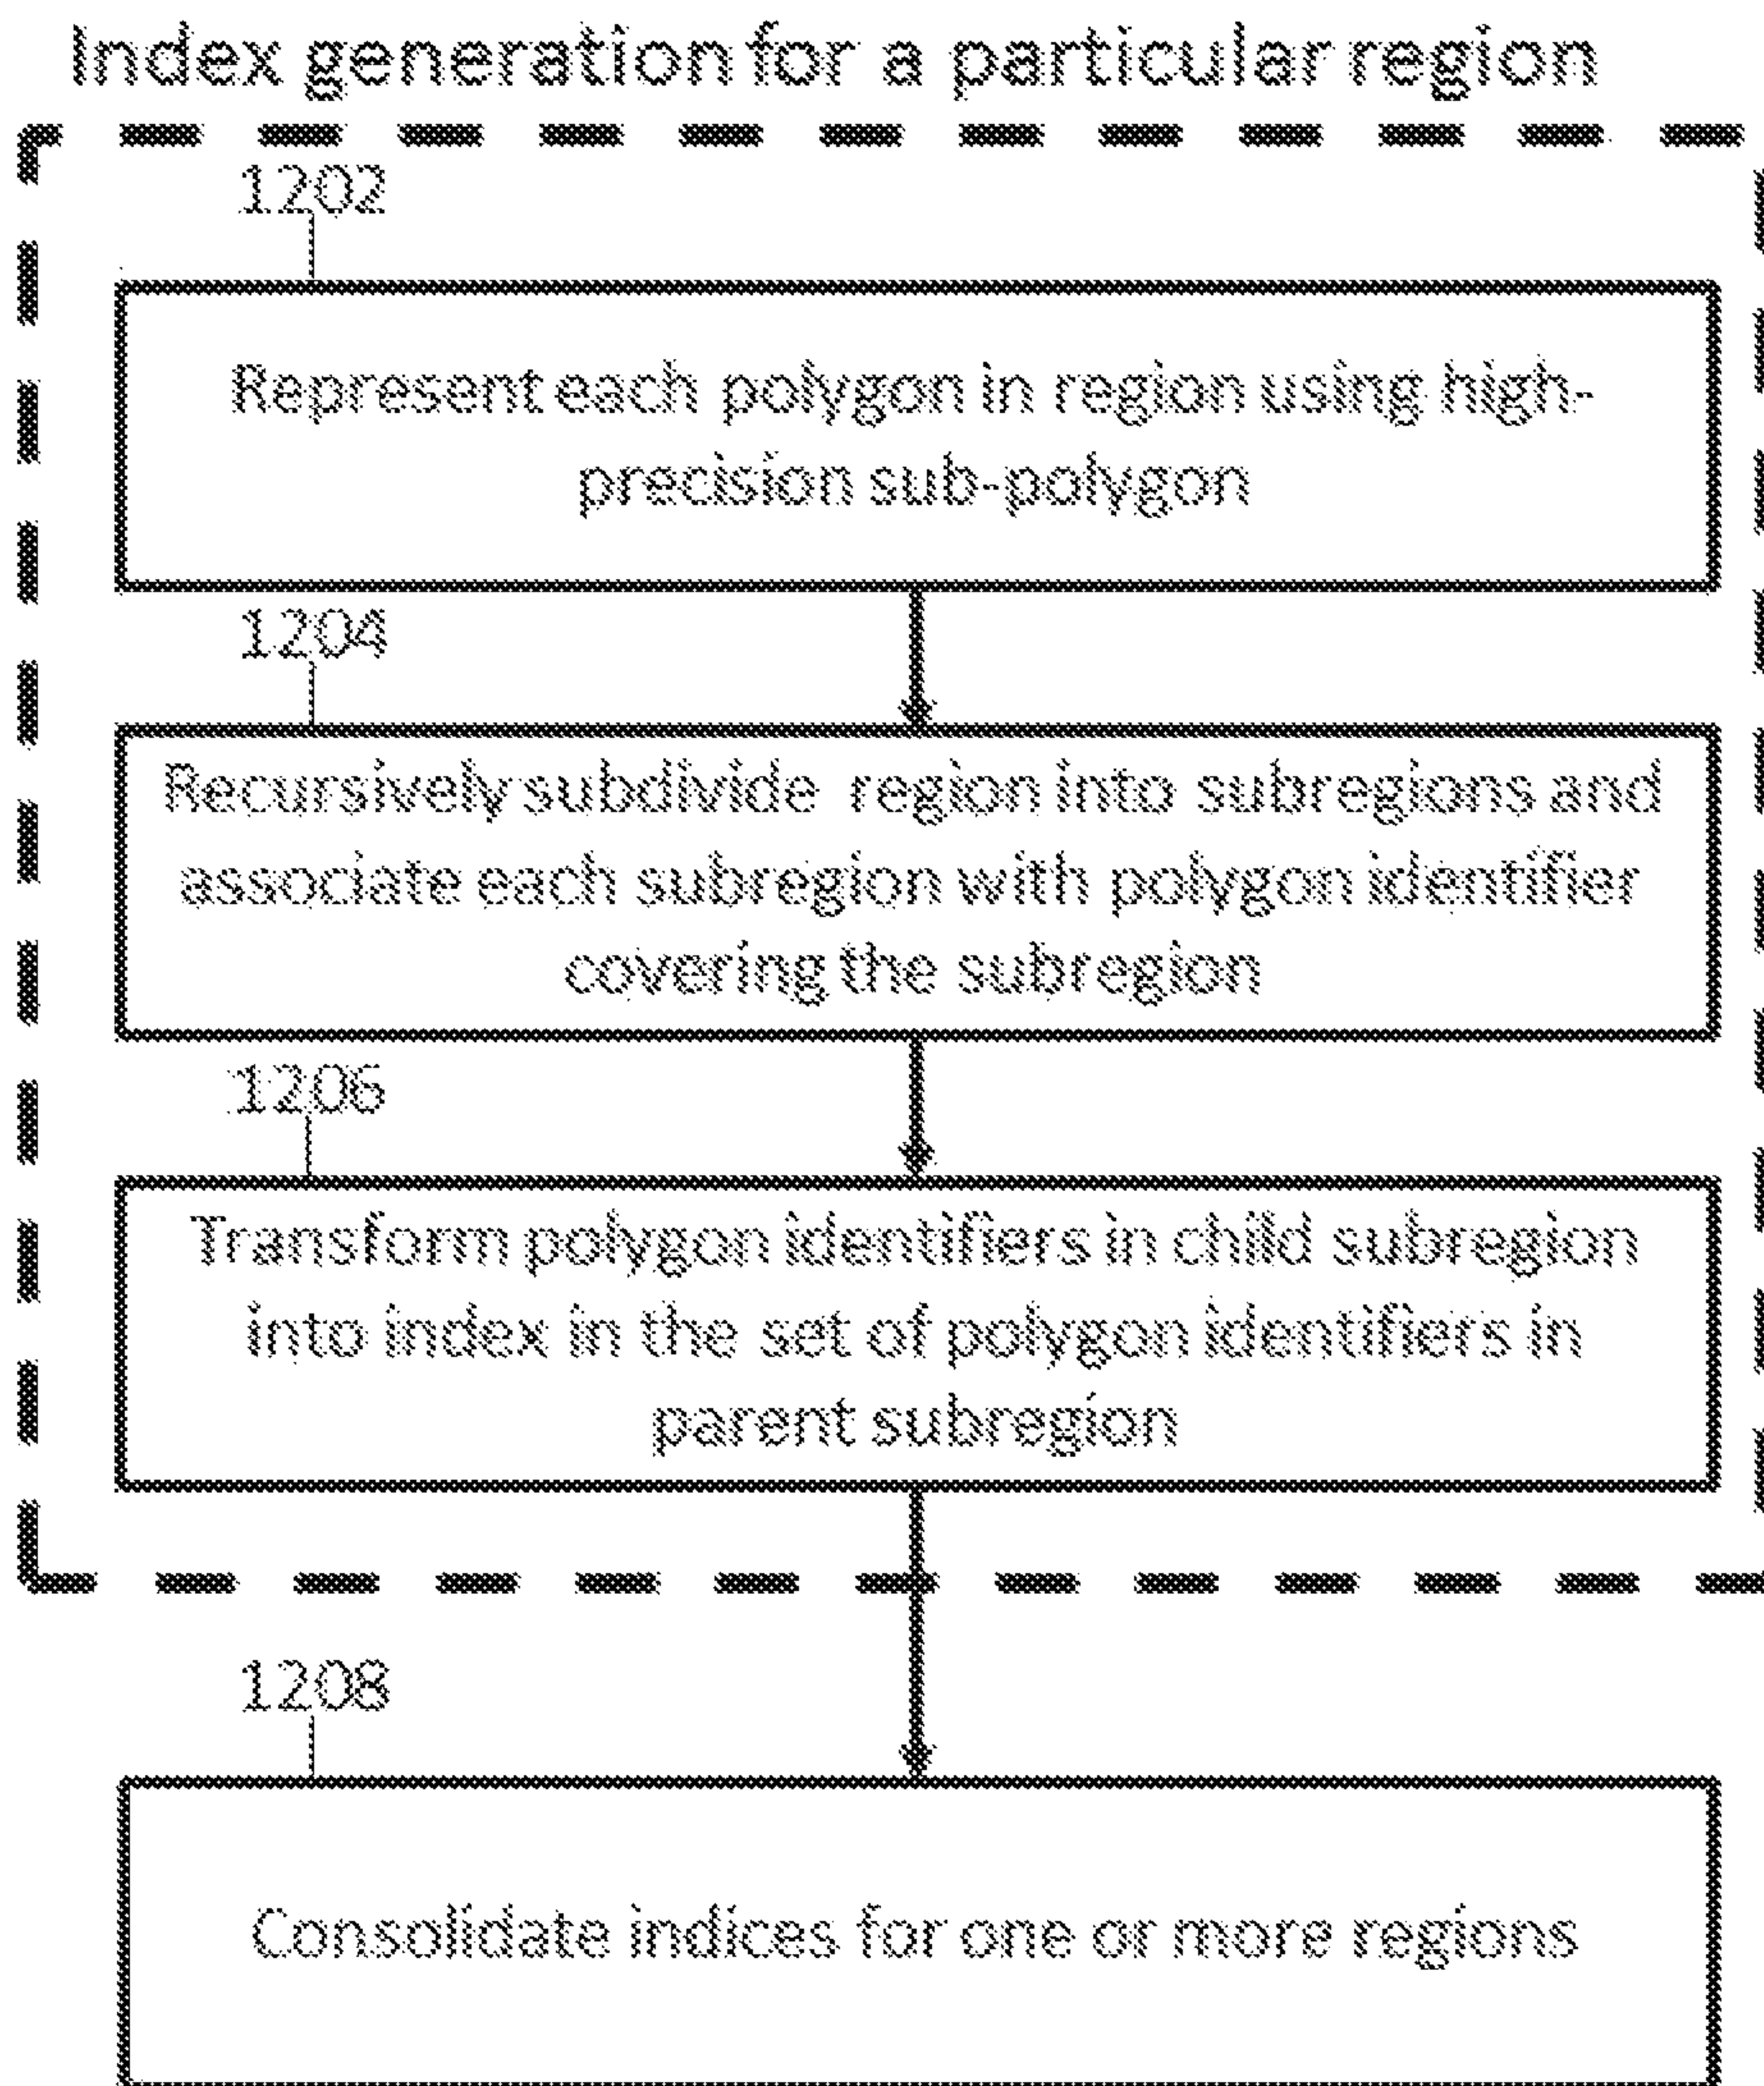 Index generation for a particular region
1202
Represent each polygon in region using high-
precision sub-polygon
1204
Recursively subdivide region into subregions and
associate each subregion with polygon identifier
covering the subregion
1206
Transform polygon identifiers in child subregion
into index in the set of polygon identifiers in
parent subregion
1208
Consolidate indices for one or more regions